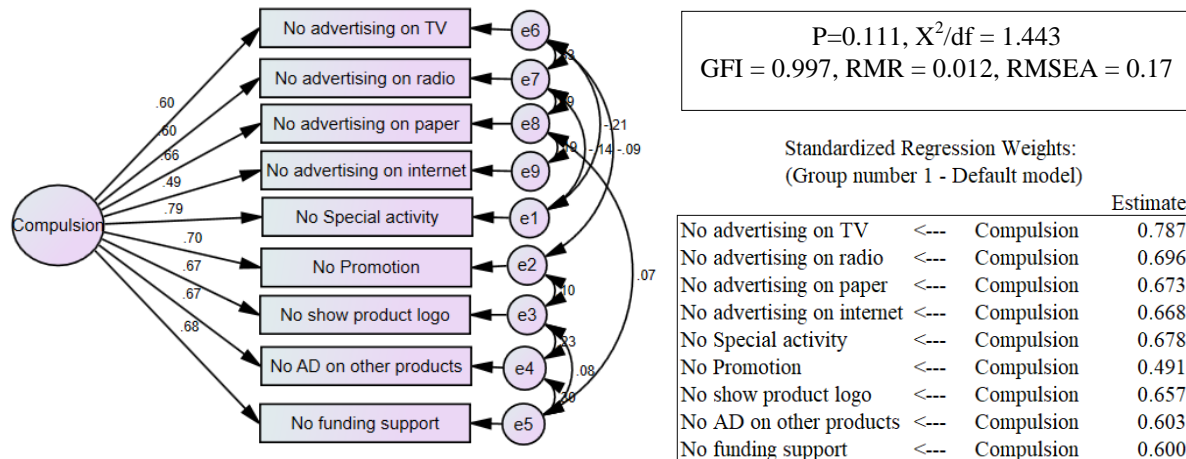 No advertising on TV
No advertising on radio
No advertising on paper
No advertising on internet
No Special activity
No Promotion
No show product logo
No AD on other products
No funding support
Compulsion
.60
.60
.66
.49
.79
.70
.67
.67
.68
e6
e7
e8
e9
e1
e2
e3
e4
e5
-.21
-.14
-.09
.07
.10
.23
.08
P=0.111, X²/df = 1.443
GFI = 0.997, RMR = 0.012, RMSEA = 0.17
Standardized Regression Weights:
(Group number 1 - Default model)
Estimate
No advertising on TV <--- Compulsion 0.787
No advertising on radio <--- Compulsion 0.696
No advertising on paper <--- Compulsion 0.673
No advertising on internet <--- Compulsion 0.668
No Special activity <--- Compulsion 0.678
No Promotion <--- Compulsion 0.491
No show product logo <--- Compulsion 0.657
No AD on other products <--- Compulsion 0.603
No funding support <--- Compulsion 0.600